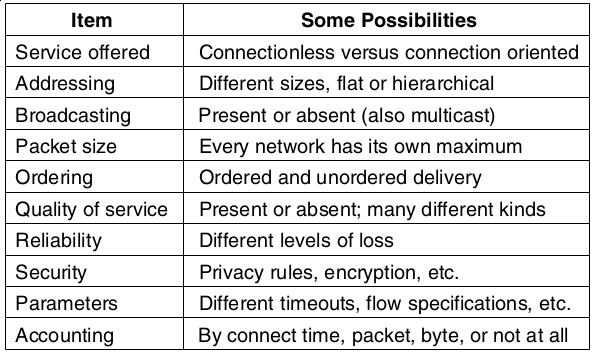 Item Some Possibilities
Service offered Connectionless versus connection oriented
Addressing Different sizes, flat or hierarchical
Broadcasting Present or absent (also multicast)
Packet size Every network has its own maximum
Ordering Ordered and unordered delivery
Quality of service Present or absent; many different kinds
Reliability Different levels of loss
Security Privacy rules, encryption, etc.
Parameters Different timeouts, flow specifications, etc.
Accounting By connect time, packet, byte, or not at all